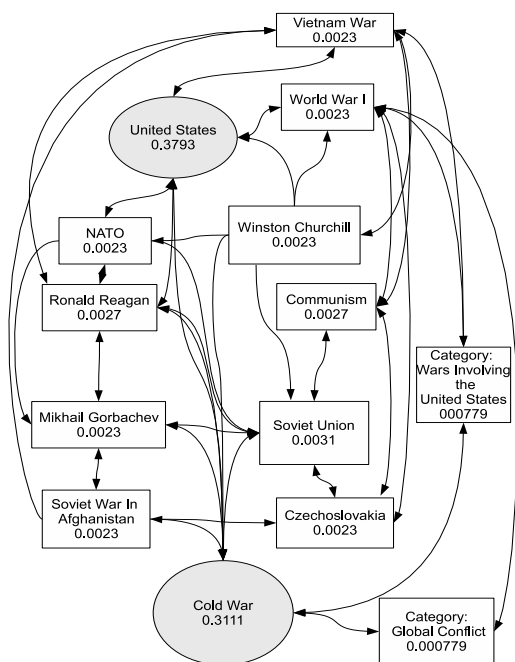 Vietnam War
0.0023
World War I
0.0023
United States
0.3793
NATO
0.0023
Winston Churchill
0.0023
Ronald Reagan
0.0027
Communism
0.0027
Category:
Wars Involving
the
United States
000779
Mikhail Gorbachev
0.0023
Soviet Union
0.0031
Soviet War In
Afghanistan
0.0023
Czechoslovakia
0.0023
Cold War
0.3111
Category:
Global Conflict
0.000779